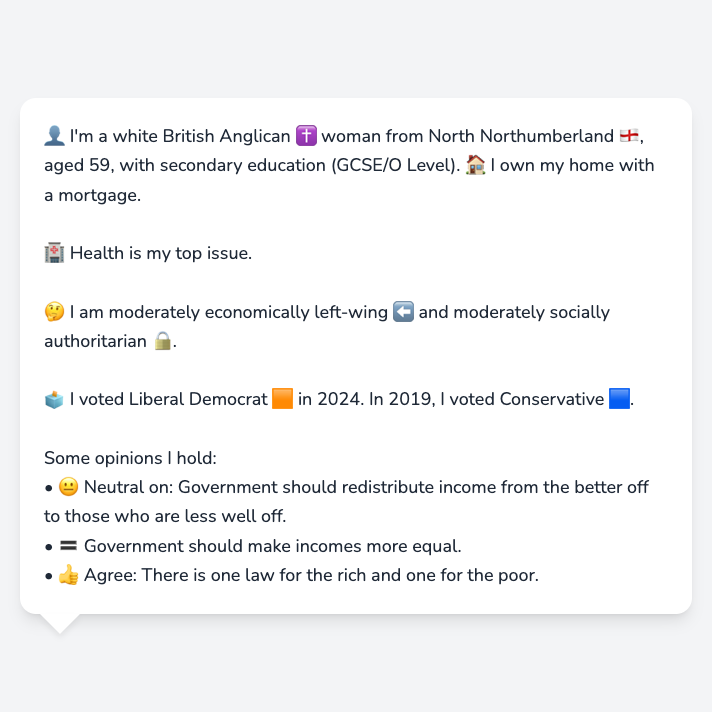 👤 I'm a white British Anglican ✝️ woman from North Northumberland 🏴󠁧󠁢󠁥󠁮󠁧󠁿,
aged 59, with secondary education (GCSE/O Level). 🏠 I own my home with
a mortgage.
🏥 Health is my top issue.
🤔 I am moderately economically left-wing ⬅️ and moderately socially
authoritarian 🔒.
🗳️ I voted Liberal Democrat 🟧 in 2024. In 2019, I voted Conservative 🟦.
Some opinions I hold:
• 😐 Neutral on: Government should redistribute income from the better off
to those who are less well off.
• 🟰 Government should make incomes more equal.
• 👍 Agree: There is one law for the rich and one for the poor.